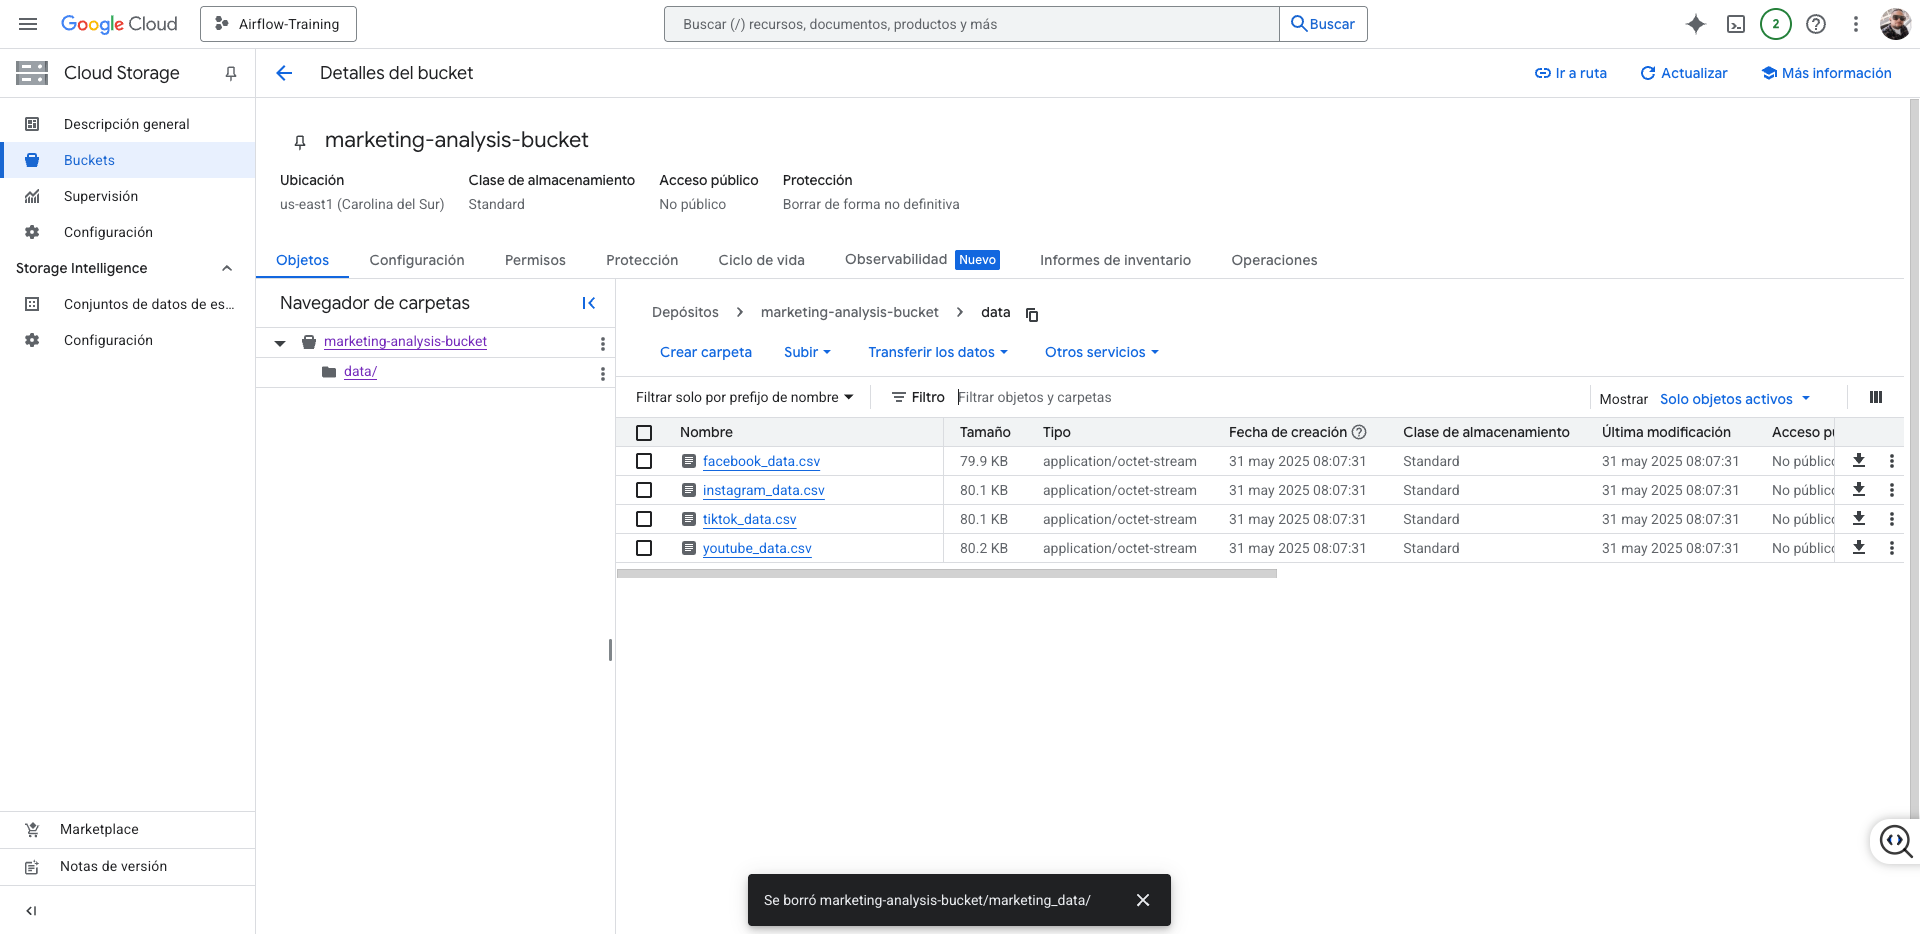 Google Cloud
Airflow-Training
Buscar (/) recursos, documentos, productos y más
Buscar
2
Cloud Storage
Detalles del bucket
Ir a ruta
Actualizar
Más información
Descripción general
Buckets
Supervisión
Configuración
Storage Intelligence
Conjuntos de datos de es...
Configuración
Marketplace
Notas de versión
marketing-analysis-bucket
Ubicación Clase de almacenamiento Acceso público Protección
us-east1 (Carolina del Sur) Standard No público Borrar de forma no definitiva
Objetos Configuración Permisos Protección Ciclo de vida Observabilidad Nuevo Informes de inventario Operaciones
Navegador de carpetas
marketing-analysis-bucket
data/
Depósitos > marketing-analysis-bucket > data
Crear carpeta Subir Transferir los datos Otros servicios
Filtrar solo por prefijo de nombre Filtro Filtrar objetos y carpetas Mostrar Solo objetos activos
Nombre Tamaño Tipo Fecha de creación Clase de almacenamiento Última modificación Acceso pú
facebook_data.csv 79.9 KB application/octet-stream 31 may 2025 08:07:31 Standard 31 may 2025 08:07:31 No público
instagram_data.csv 80.1 KB application/octet-stream 31 may 2025 08:07:31 Standard 31 may 2025 08:07:31 No público
tiktok_data.csv 80.1 KB application/octet-stream 31 may 2025 08:07:31 Standard 31 may 2025 08:07:31 No público
youtube_data.csv 80.2 KB application/octet-stream 31 may 2025 08:07:31 Standard 31 may 2025 08:07:31 No público
Se borró marketing-analysis-bucket/marketing_data/